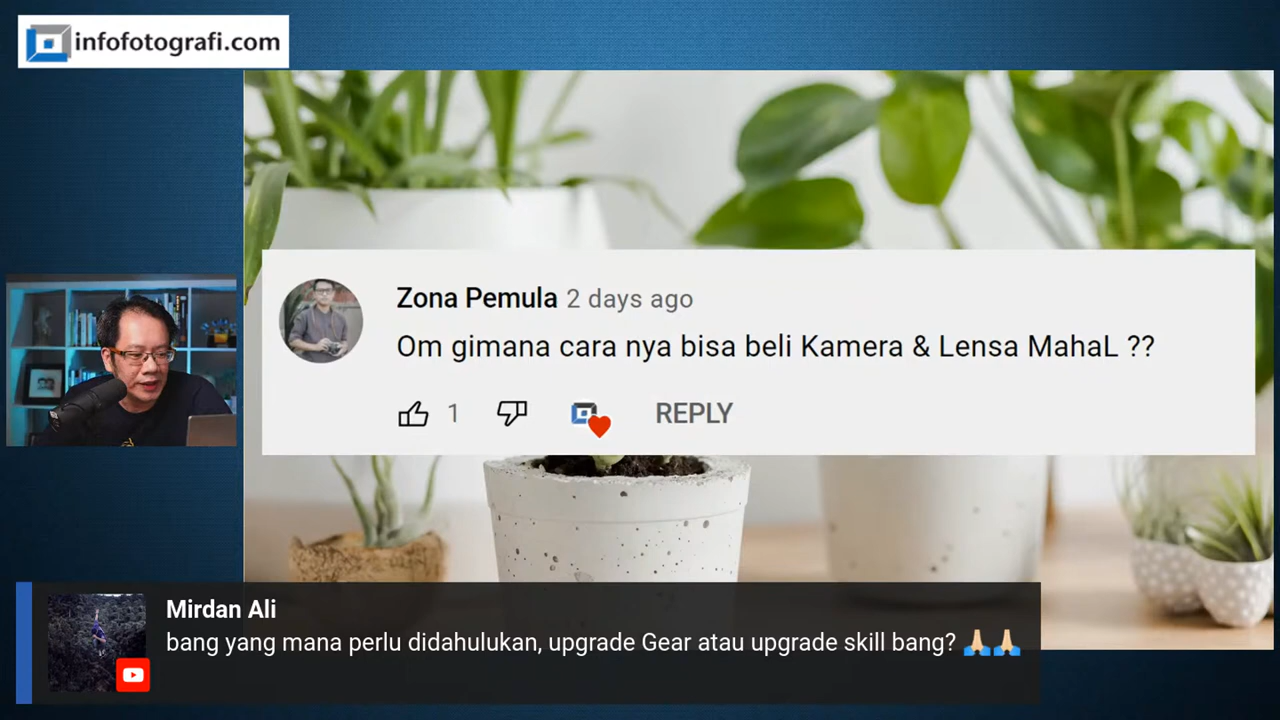 infofotografi.com
Zona Pemula 2 days ago
Om gimana cara nya bisa beli Kamera & Lensa MahaL ??
1 REPLY
Mirdan Ali
bang yang mana perlu didahulukan, upgrade Gear atau upgrade skill bang? 🙏🏻🙏🏻